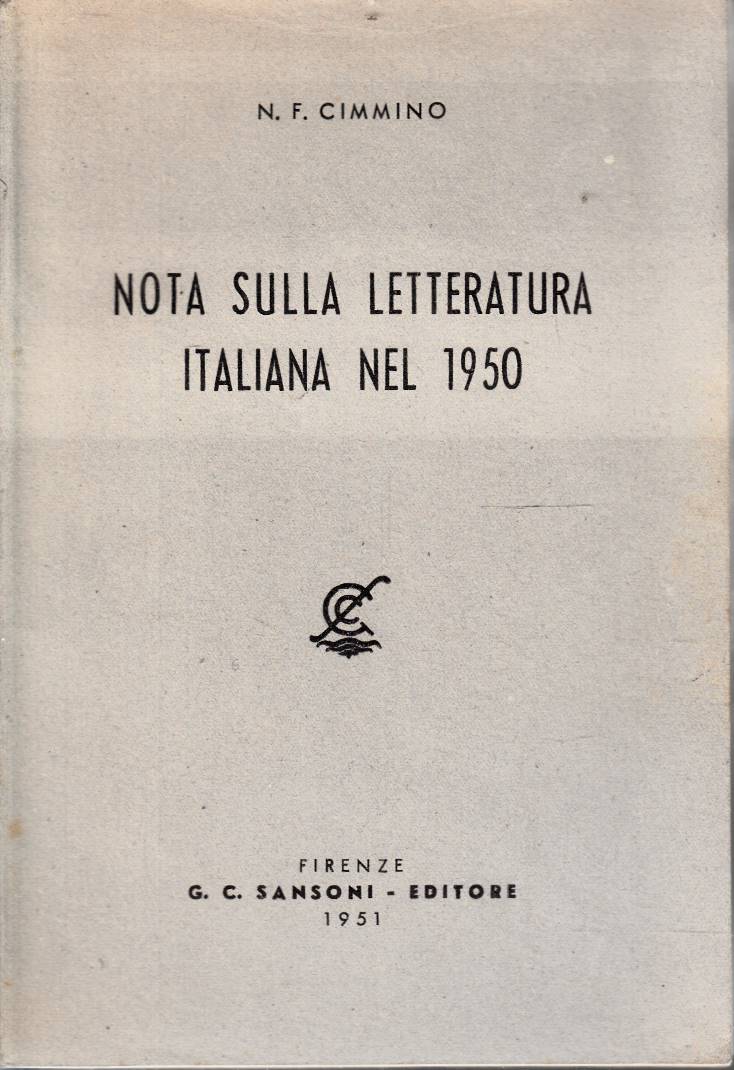 N. F. CIMMINO
NOTA SULLA LETTERATURA
ITALIANA NEL 1950
FIRENZE
G. C. SANSONI - EDITORE
1951